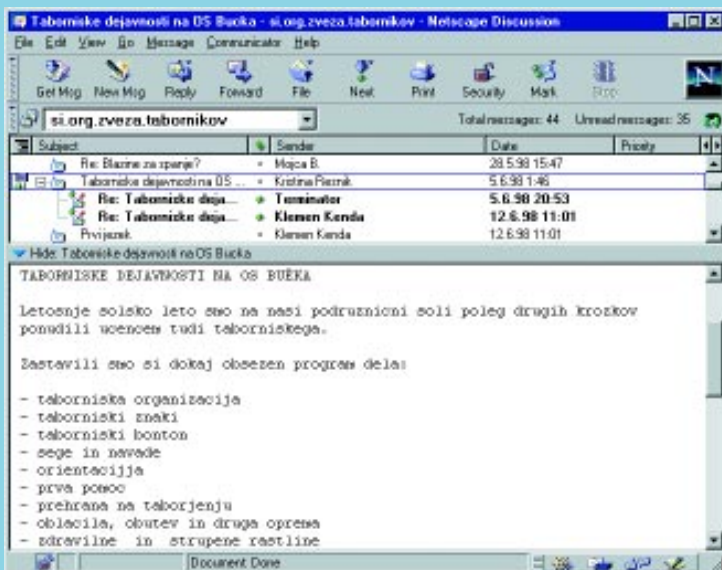 Taborniske dejavnosti na OS Bucka - si.org.zveza.tabornikov - Netscape Discussion
File Edit View Go Message Communicator Help
Get Msg New Msg Reply Forward File Next Print Security Mark Stop
N
si.org.zveza.tabornikov Total messages: 44 Unread messages: 35
Subject Sender Date Priority
Re: Blazine za spanje? Mojca B. 28.5.98 15:47
Taborniske dejavnosti na OS ... Kristina Reznik 5.6.98 1:46
Re: Taborniske deja... Terminator 5.6.98 20:53
Re: Taborniske deja... Klemen Kenda 12.6.98 11:01
Prvi jezek Klemen Kenda 12.6.98 11:01
Hide: Taborniske dejavnosti na OS Bucka
TABORNISKE DEJAVNOSTI NA OS BUČKA
Letosnje solsko leto smo na nasi podruznicni soli poleg drugih krozkov
ponudili ucencem tudi taborniskega.
Zastavili smo si dokaj obsezen program dela:
- taborniska organizacija
- taborniski znaki
- taborniski bonton
- sege in navade
- orientacijja
- prva pomoc
- prehrana na taborjenju
- oblacila, obutev in druga oprema
- zdravilne in strupene rastline
Document Done